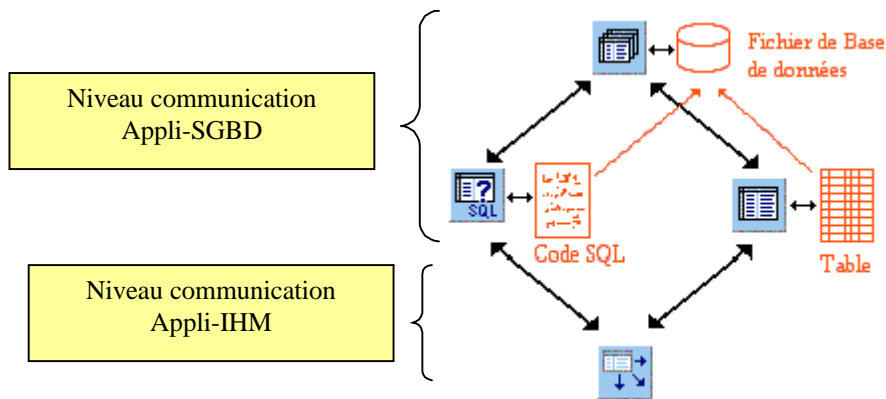 Niveau communication
Appli-SGBD
Fichier de Base
de données
?
SQL
Code SQL
Table
Niveau communication
Appli-IHM